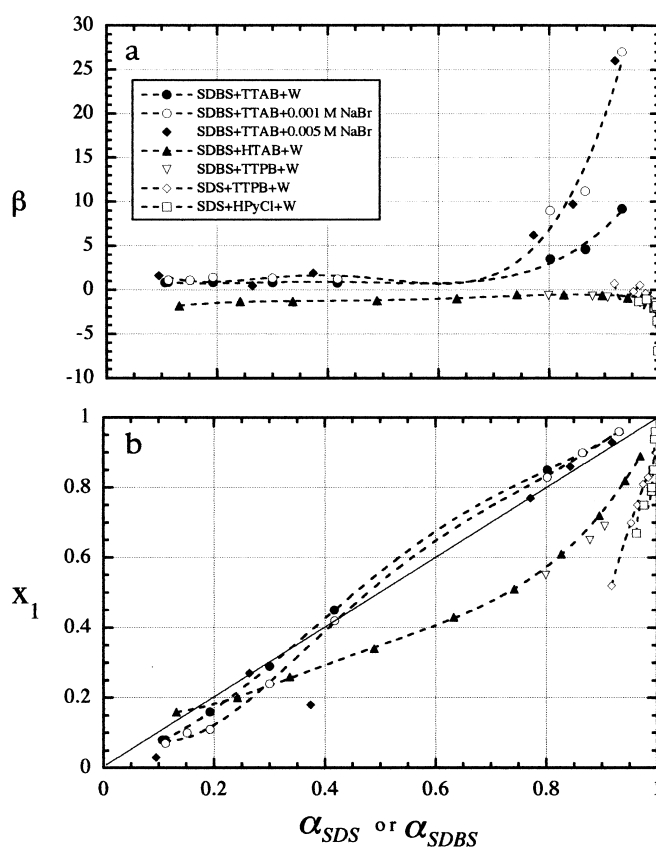 a
30
25
20
15
10
5
0
-5
-10
β
SDBS+TTAB+W
SDBS+TTAB+0.001 M NaBr
SDBS+TTAB+0.005 M NaBr
SDBS+HTAB+W
SDBS+TTPB+W
SDS+TTPB+W
SDS+HPyCl+W
b
1
0.8
0.6
0.4
0.2
0
X1
0 0.2 0.4 0.6 0.8 1
αSDS or αSDBS